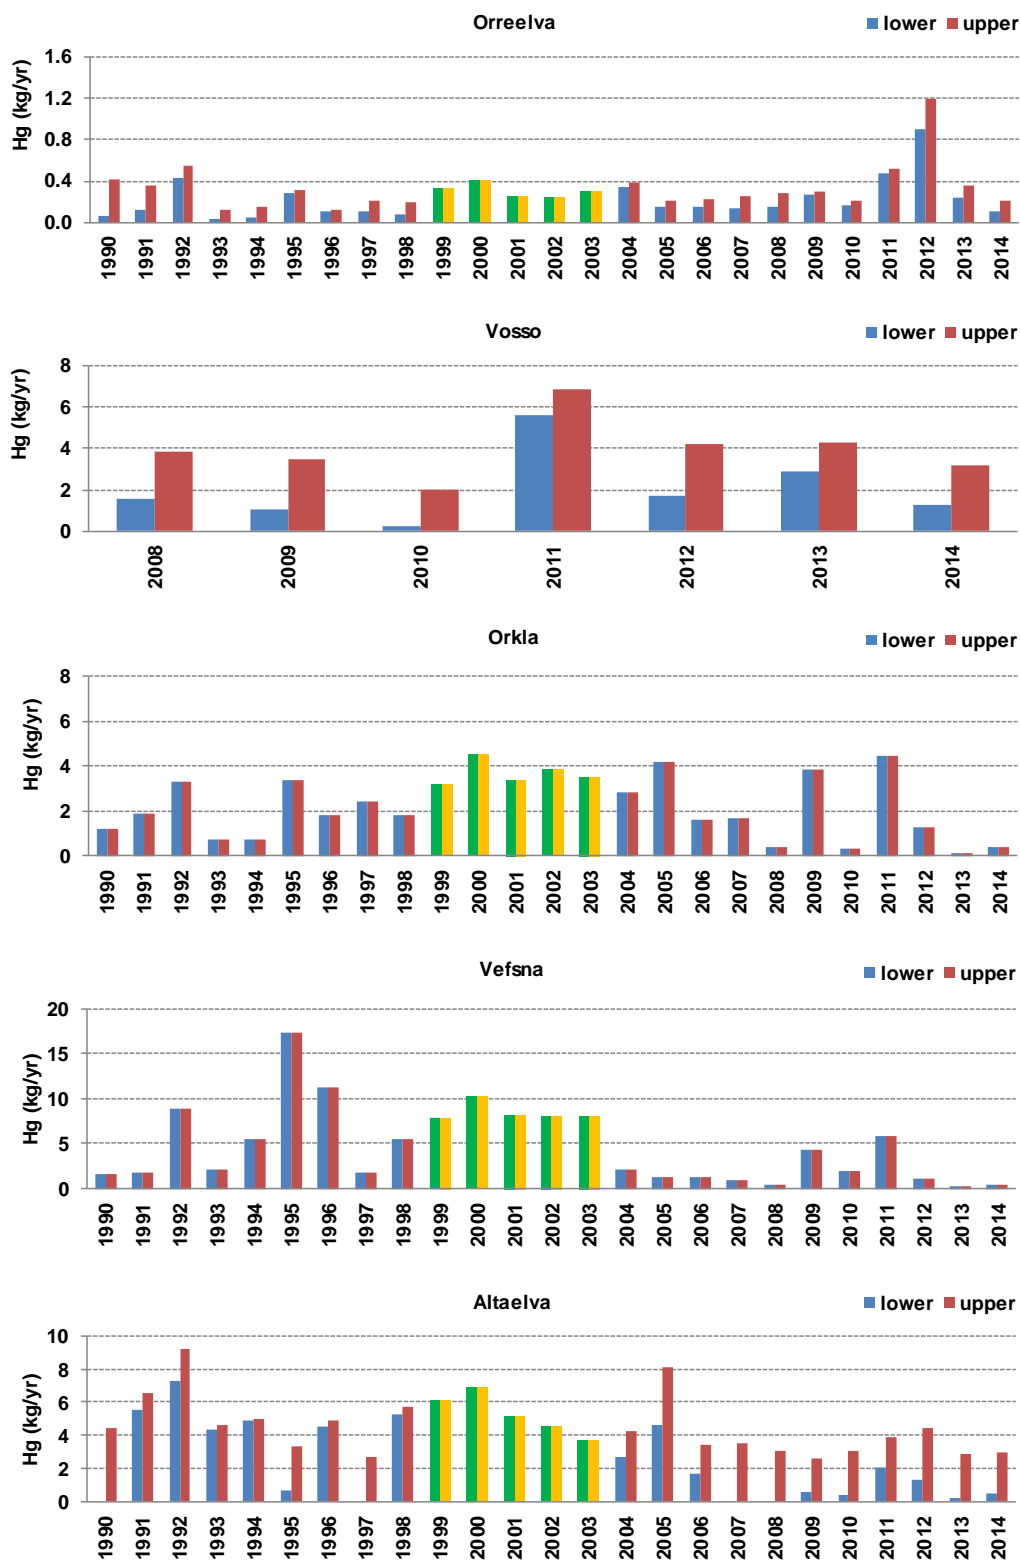 Orreelva
lower upper
Hg (kg/yr)
1.6
1.2
0.8
0.4
0.0
1990 1991 1992 1993 1994 1995 1996 1997 1998 1999 2000 2001 2002 2003 2004 2005 2006 2007 2008 2009 2010 2011 2012 2013 2014
Vosso
lower upper
Hg (kg/yr)
8
6
4
2
0
2008 2009 2010 2011 2012 2013 2014
Orkla
lower upper
Hg (kg/yr)
8
6
4
2
0
1990 1991 1992 1993 1994 1995 1996 1997 1998 1999 2000 2001 2002 2003 2004 2005 2006 2007 2008 2009 2010 2011 2012 2013 2014
Vefsna
lower upper
Hg (kg/yr)
20
15
10
5
0
1990 1991 1992 1993 1994 1995 1996 1997 1998 1999 2000 2001 2002 2003 2004 2005 2006 2007 2008 2009 2010 2011 2012 2013 2014
Altaelva
lower upper
Hg (kg/yr)
10
8
6
4
2
0
1990 1991 1992 1993 1994 1995 1996 1997 1998 1999 2000 2001 2002 2003 2004 2005 2006 2007 2008 2009 2010 2011 2012 2013 2014